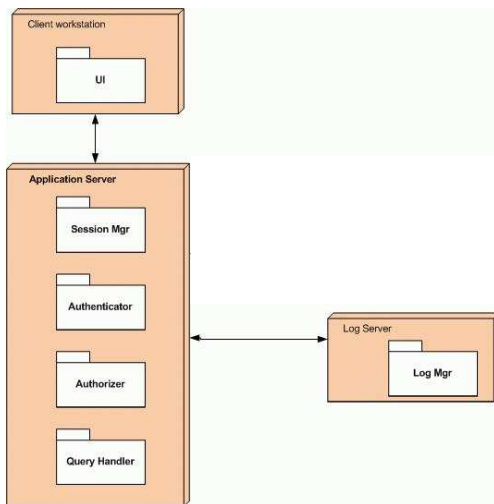 Client workstation
UI
Application Server
Session Mgr
Authenticator
Authorizer
Query Handler
Log Server
Log Mgr